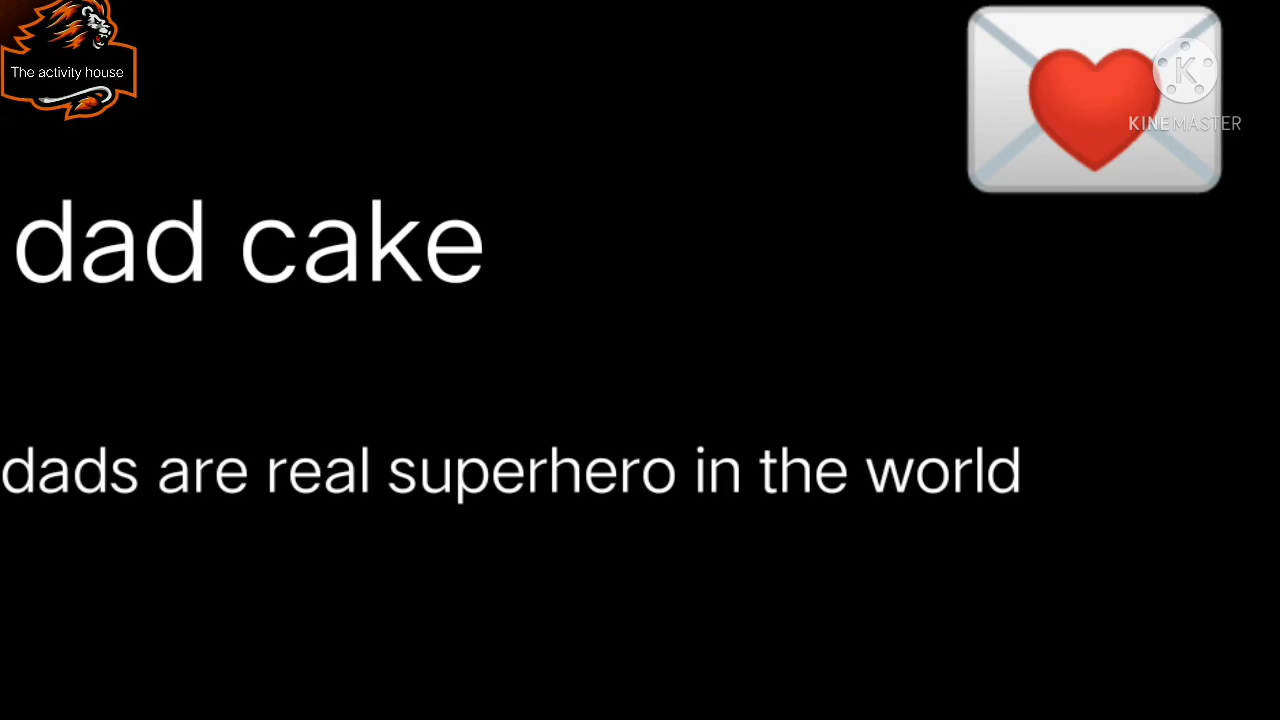 The activity house
K
KINEMASTER
dad cake
dads are real superhero in the world